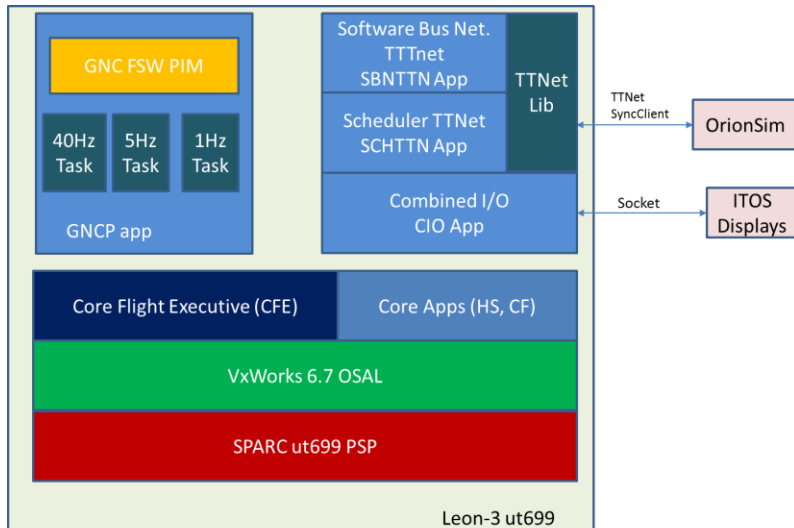 GNC FSW PIM
40Hz
Task
5Hz
Task
1Hz
Task
GNCP app
Software Bus Net.
TTTnet
SBNTTN App
Scheduler TTNet
SCHTTN App
TTNet
Lib
Combined I/O
CIO App
TTNet
SyncClient
OrionSim
Socket
ITOS
Displays
Core Flight Executive (CFE)
Core Apps (HS, CF)
VxWorks 6.7 OSAL
SPARC ut699 PSP
Leon-3 ut699